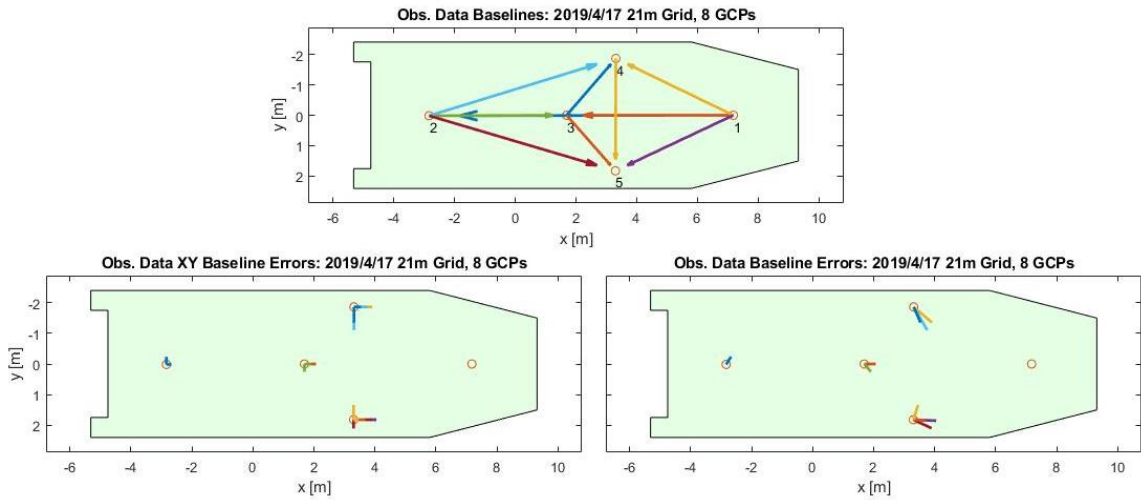 Obs. Data Baselines: 2019/4/17 21m Grid, 8 GCPs
-2
-1
0
1
2
y [m]
4
2
3
1
5
-6 -4 -2 0 2 4 6 8 10
x [m]
Obs. Data XY Baseline Errors: 2019/4/17 21m Grid, 8 GCPs
-2
-1
0
1
2
y [m]
-6 -4 -2 0 2 4 6 8 10
x [m]
Obs. Data Baseline Errors: 2019/4/17 21m Grid, 8 GCPs
-2
-1
0
1
2
y [m]
-6 -4 -2 0 2 4 6 8 10
x [m]